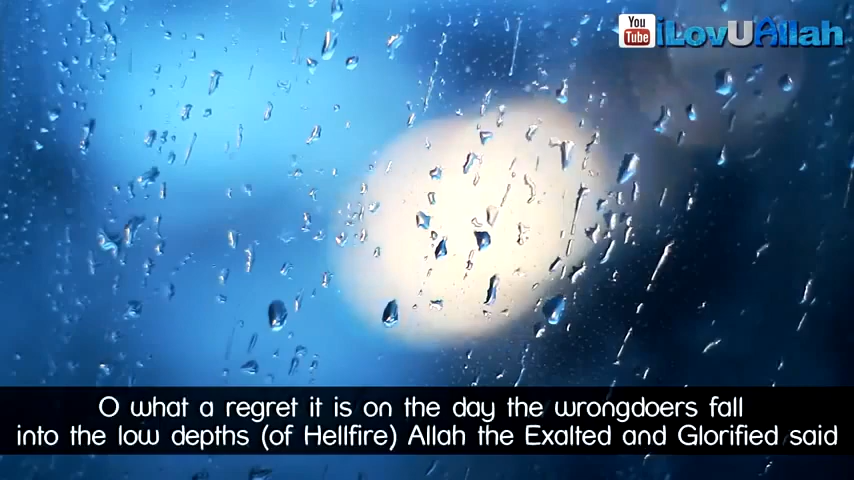 You
Tube
iLovUAllah
O what a regret it is on the day the wrongdoers fall
into the low depths (of Hellfire) Allah the Exalted and Glorified said